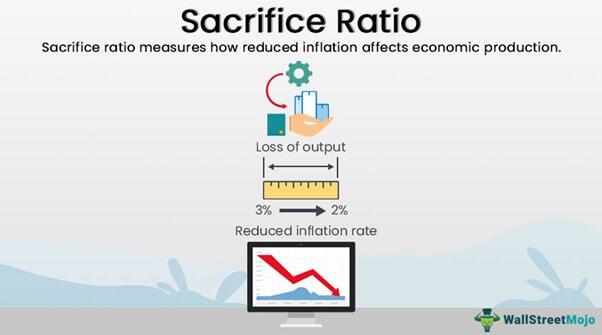 Sacrifice Ratio
Sacrifice ratio measures how reduced inflation affects economic production.
Loss of output
3% 2%
Reduced inflation rate
WallStreetMojo